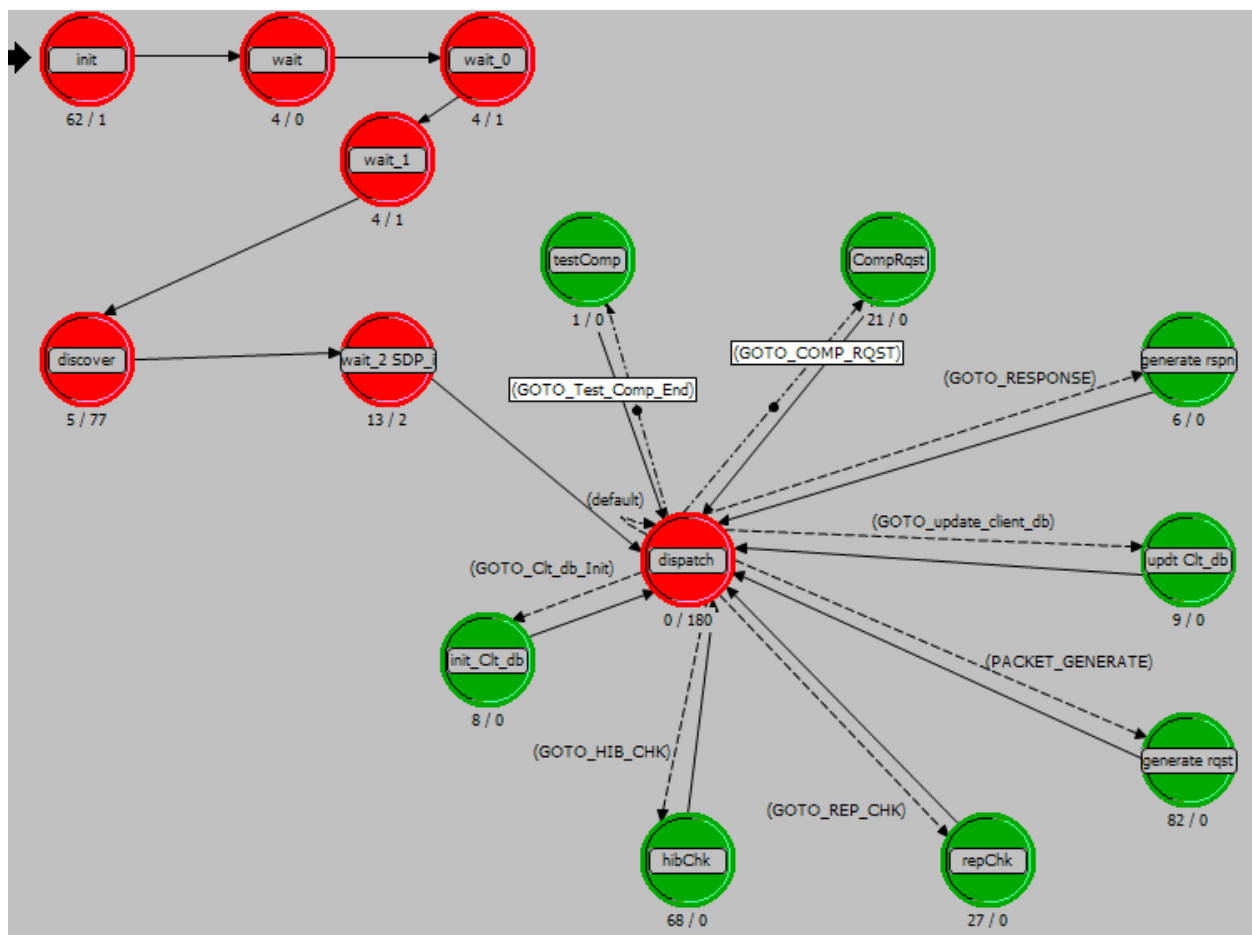 init
wait
wait_0
62 / 1
4 / 0
4 / 1
wait_1
4 / 1
testComp
CompRqst
1 / 0
21 / 0
discover
wait_2 SDP_i
generate rspn
(GOTO_COMP_RQST)
(GOTO_RESPONSE)
(GOTO_Test_Comp_End)
5 / 77
13 / 2
6 / 0
(default)
(GOTO_update_client_db)
dispatch
updt Clt_db
(GOTO_Clt_db_Init)
0 / 180
9 / 0
init_Clt_db
(PACKET_GENERATE)
8 / 0
(GOTO_HIB_CHK)
generate rqst
(GOTO_REP_CHK)
82 / 0
hibChk
repChk
68 / 0
27 / 0